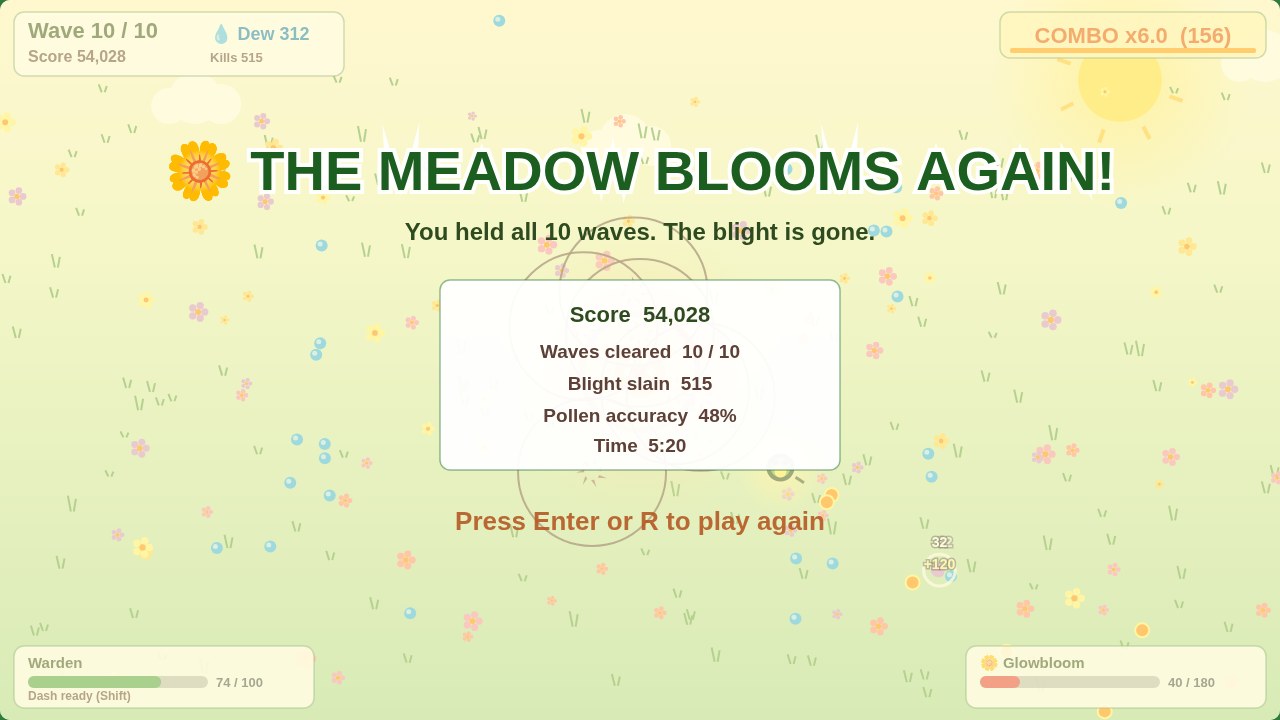 Wave 10 / 10
Dew 312
Score 54,028
Kills 515
COMBO x6.0 (156)
THE MEADOW BLOOMS AGAIN!
You held all 10 waves. The blight is gone.
Score 54,028
Waves cleared 10 / 10
Blight slain 515
Pollen accuracy 48%
Time 5:20
Press Enter or R to play again
+120
Warden
74 / 100
Dash ready (Shift)
Glowbloom
40 / 180